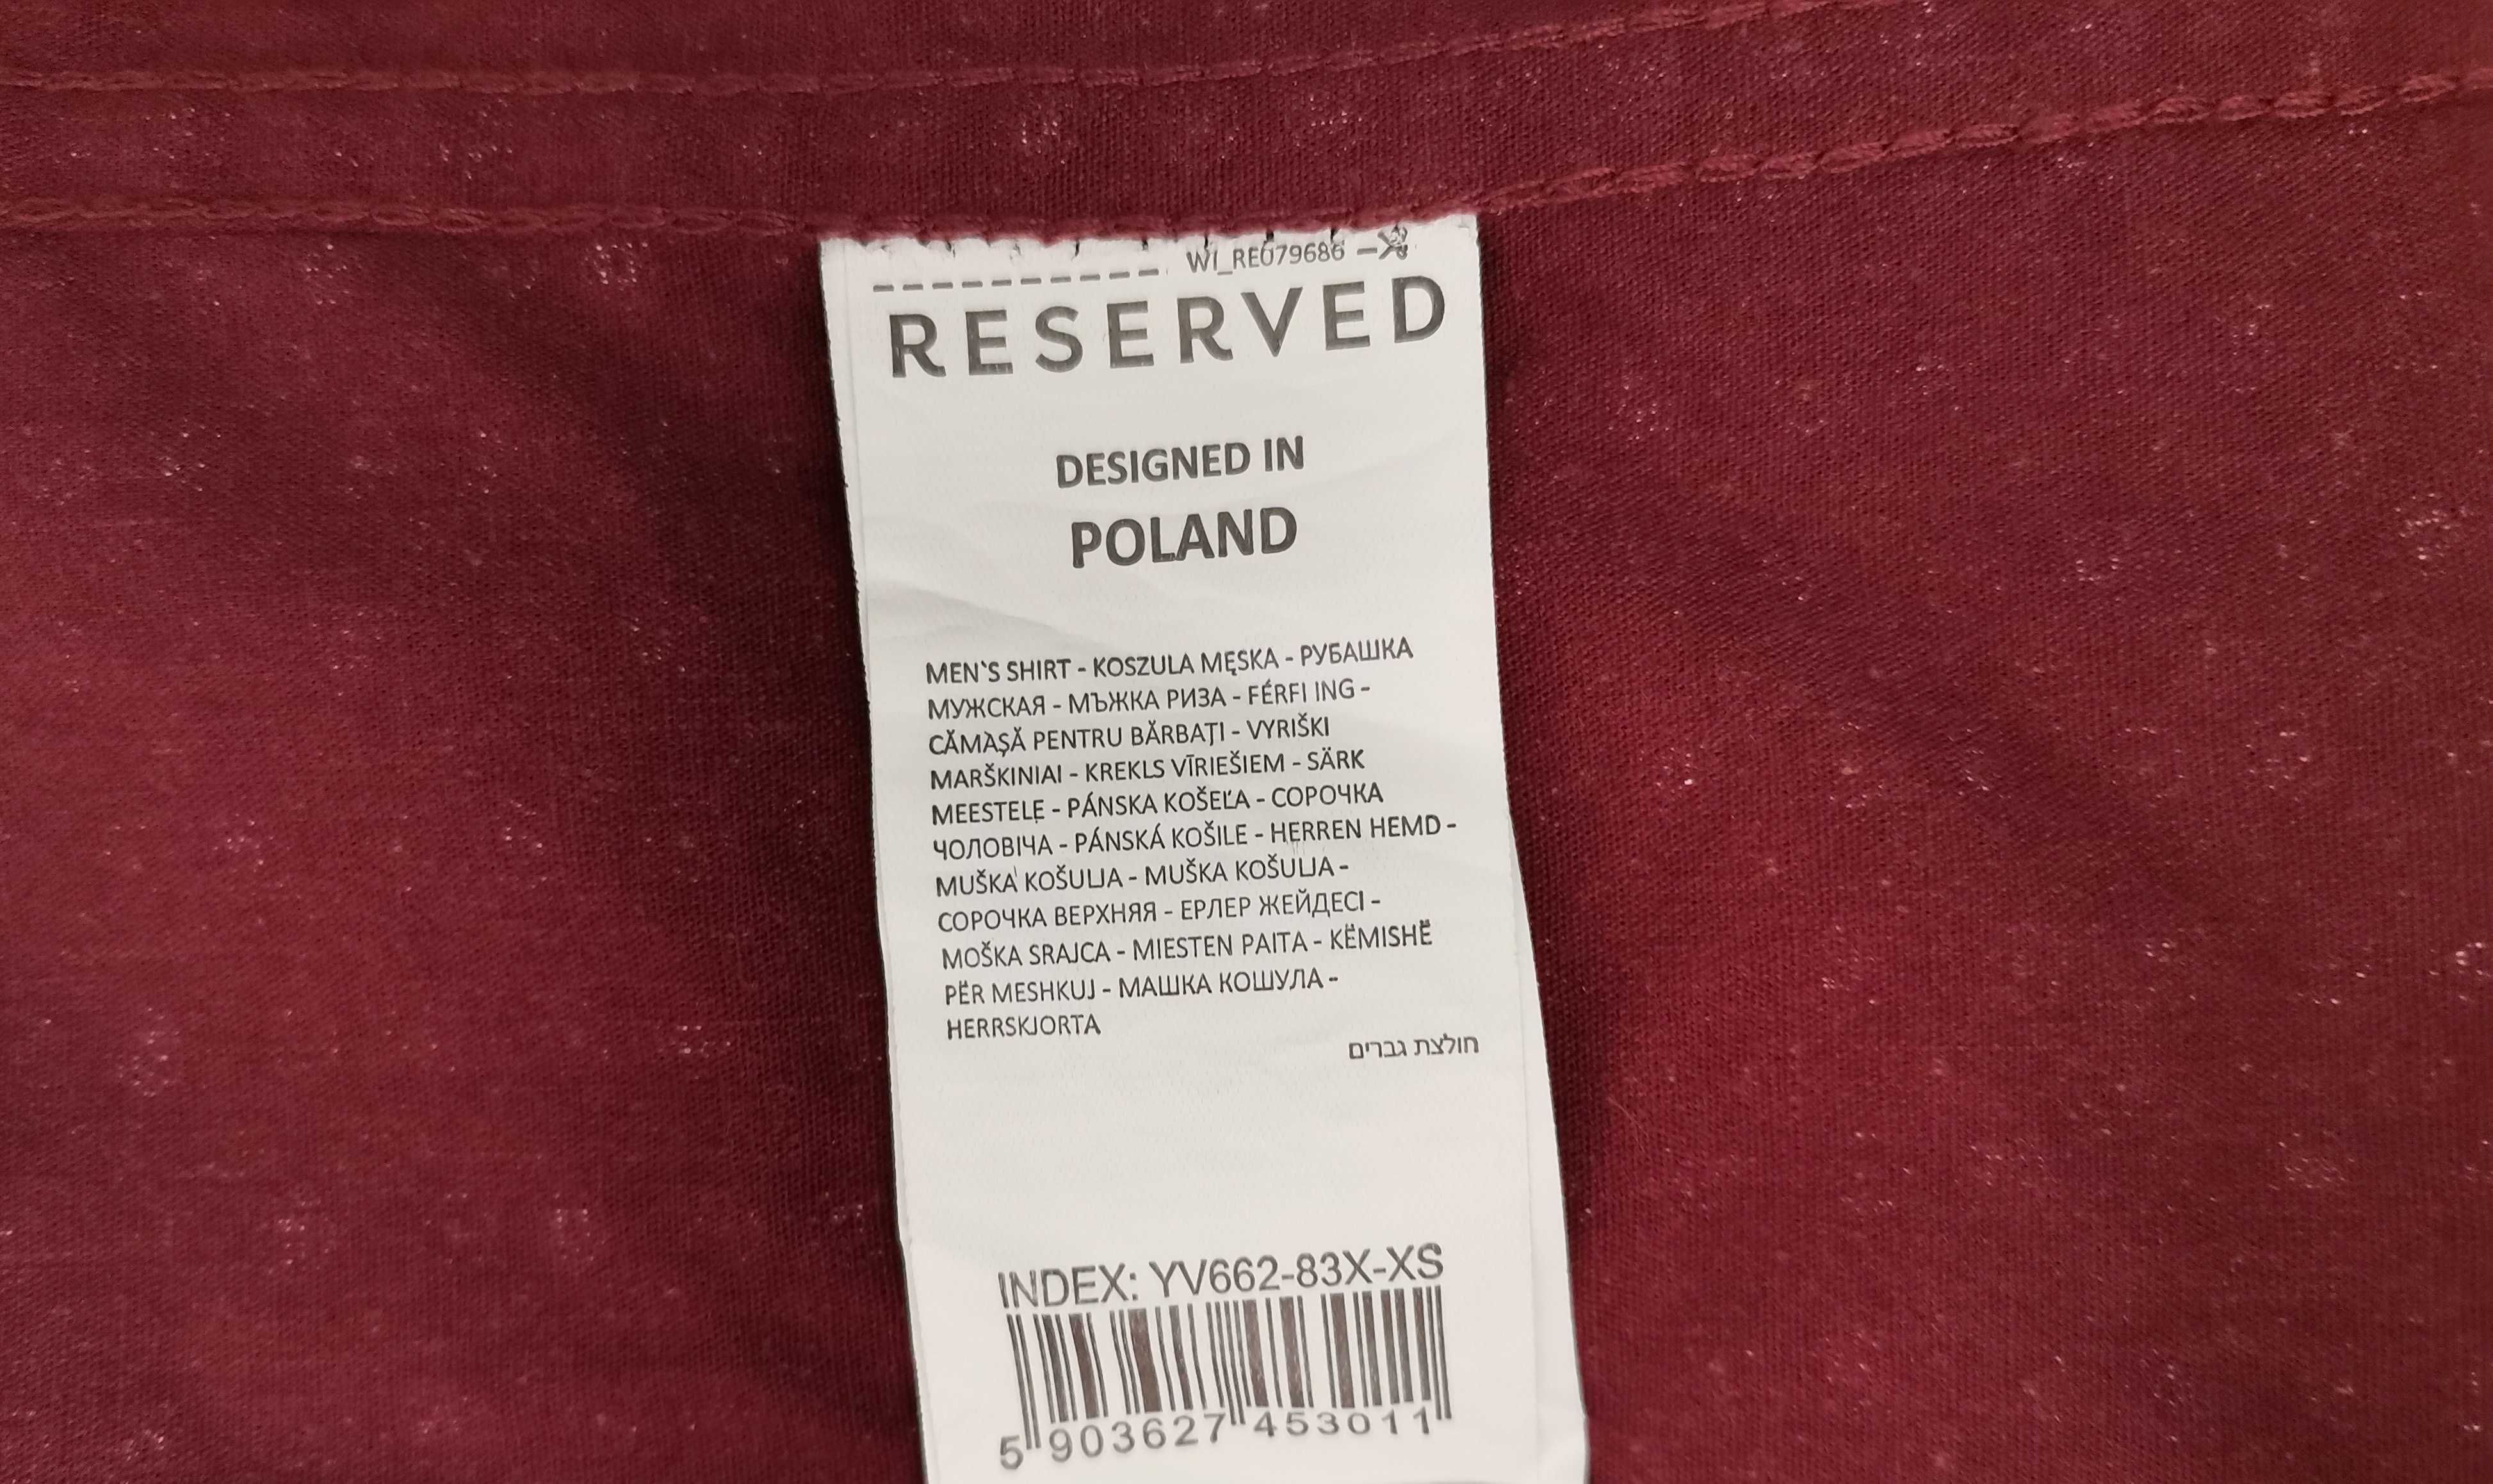 WI_RE079686
RESERVED
DESIGNED IN
POLAND
MEN`S SHIRT - KOSZULA MĘSKA - РУБАШКА
МУЖСКАЯ - МЪЖКА РИЗА - FÉRFI ING -
CĂMAȘĂ PENTRU BĂRBAȚI - VYRIŠKI
MARŠKINIAI - KREKLS VĪRIEŠIEM - SÄRK
MEESTELE - PÁNSKA KOŠEĽA - СОРОЧКА
ЧОЛОВІЧА - PÁNSKÁ KOŠILE - HERREN HEMD -
MUŠKA KOŠULJA - MUŠKA KOŠULJA -
СОРОЧКА ВЕРХНЯЯ - ЕРЛЕР ЖЕЙДЕСІ -
MOŠKA SRAJCA - MIESTEN PAITA - KËMISHË
PËR MESHKUJ - МАШКА КОШУЛА -
HERRSKJORTA
חולצת גברים
INDEX: YV662-83X-XS
5 903627 453011